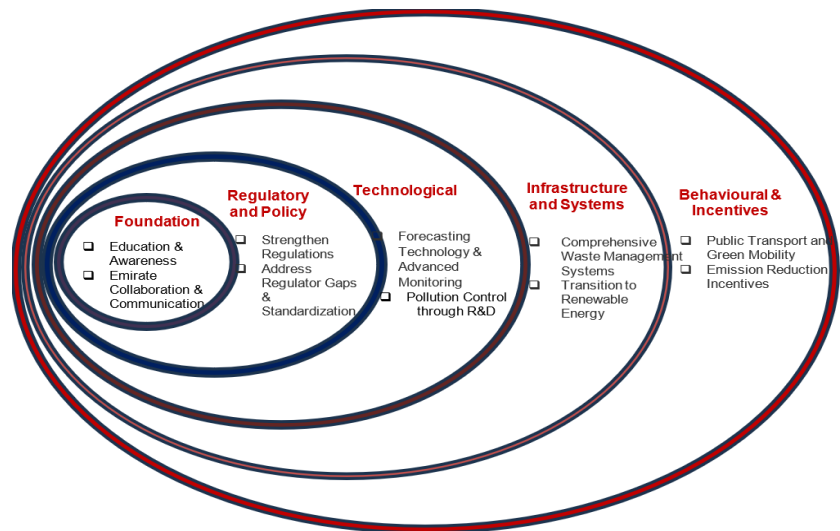 Foundation
❑ Education &
Awareness
❑ Emirate
Collaboration &
Communication
Regulatory
and Policy
❑ Strengthen
Regulations
❑ Address
Regulator Gaps
&
Standardization
Technological
❑ Forecasting
Technology &
Advanced
Monitoring
❑ Pollution Control
through R&D
Infrastructure
and Systems
❑ Comprehensive
Waste Management
Systems
❑ Transition to
Renewable
Energy
Behavioural &
Incentives
❑ Public Transport and
Green Mobility
❑ Emission Reduction
Incentives